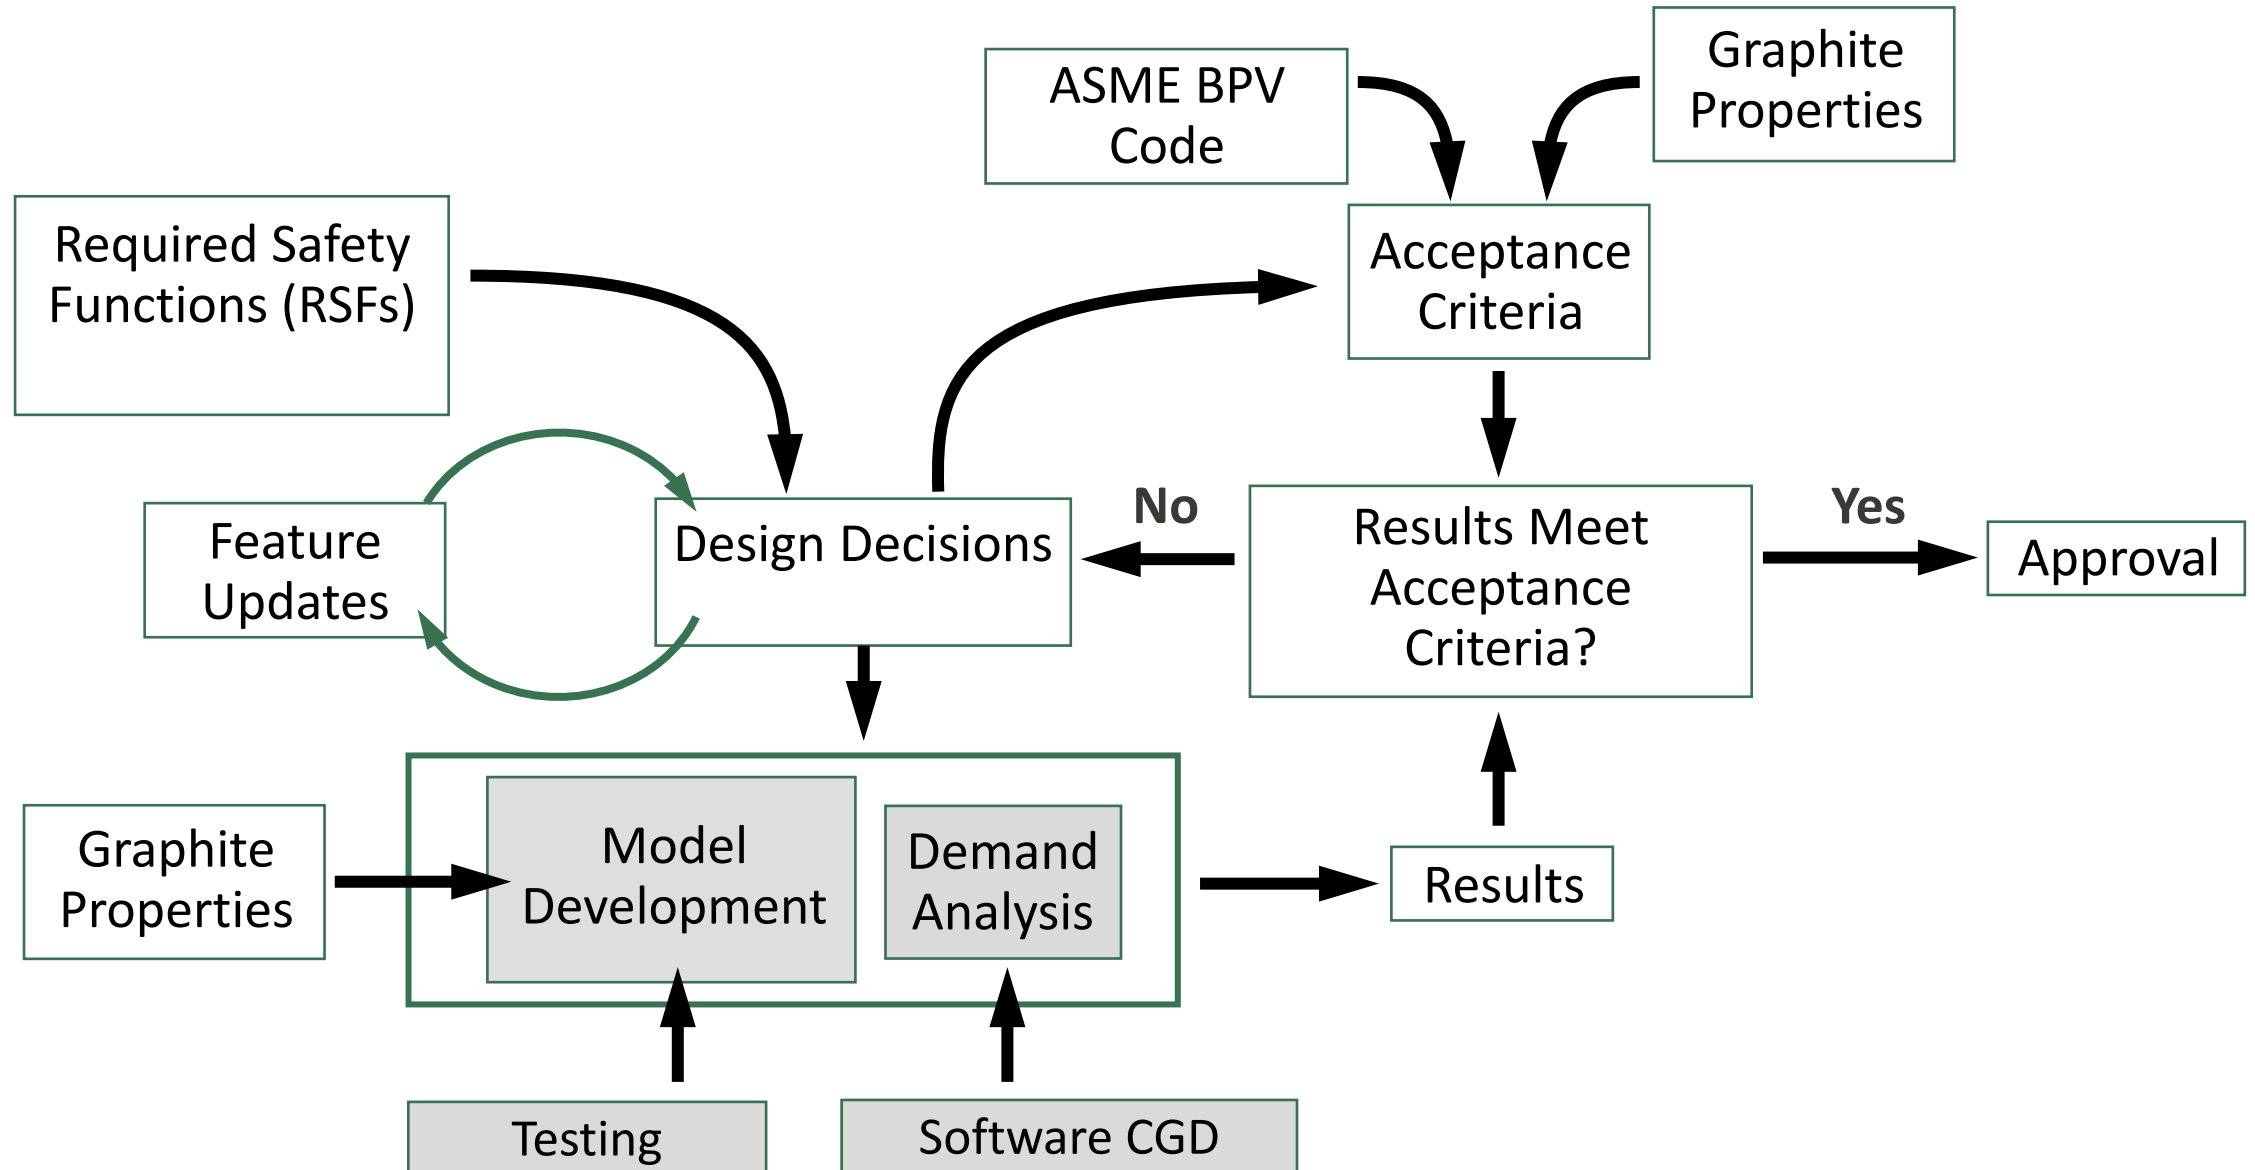 Graphite
Properties
ASME BPV
Code
Required Safety
Functions (RSFs)
Acceptance
Criteria
Feature
Updates
Design Decisions
No
Results Meet
Acceptance
Criteria?
Yes
Approval
Graphite
Properties
Model
Development
Demand
Analysis
Results
Testing
Software CGD